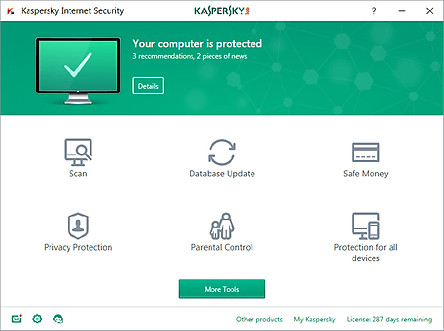 Kaspersky Internet Security
KASPERSKY lab
?
Your computer is protected
3 recommendations, 2 pieces of news
Details
Scan
Database Update
Safe Money
Privacy Protection
Parental Control
Protection for all
devices
More Tools
Other products
My Kaspersky
License: 287 days remaining